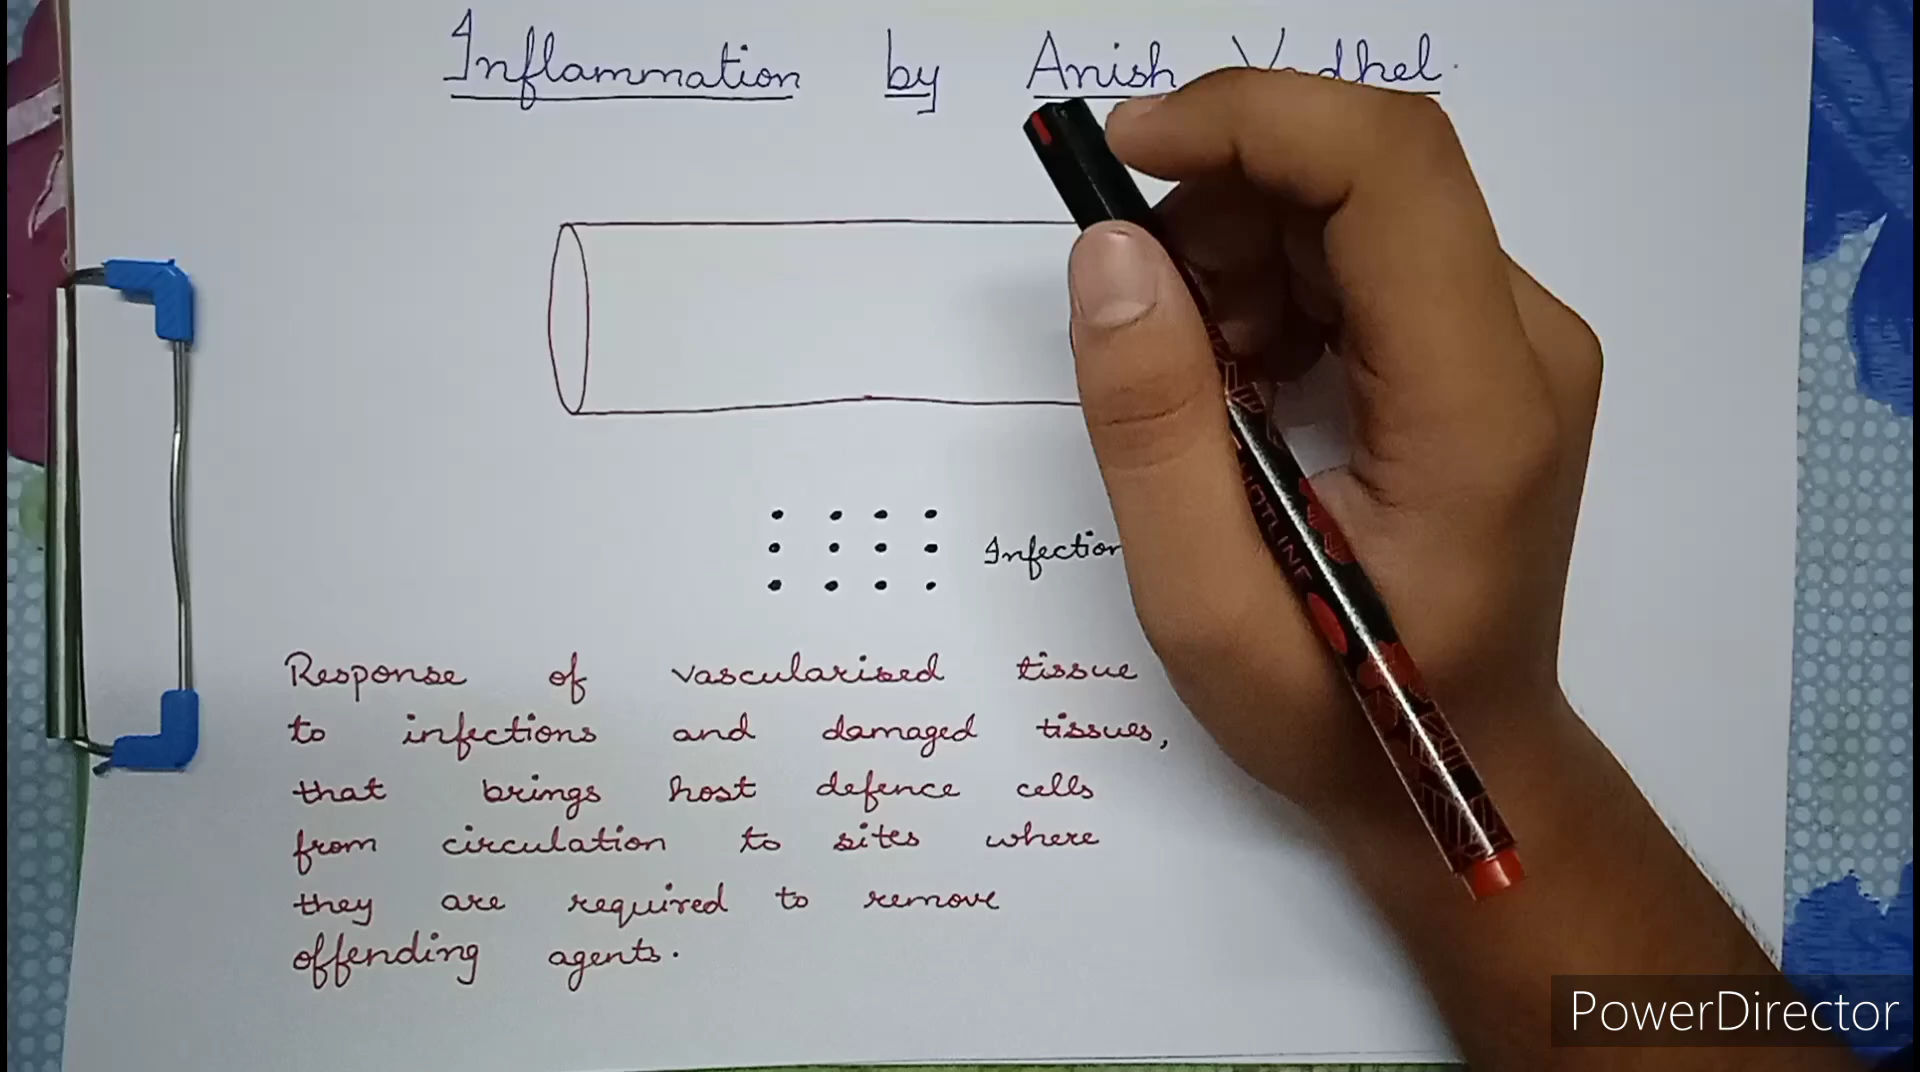 Inflammation by Anish
Infection
Response of vascularised tissue
to infections and damaged tissues,
that brings host defence cells
from circulation to sites where
they are required to remove
offending agents.
HOTLINE
PowerDirector